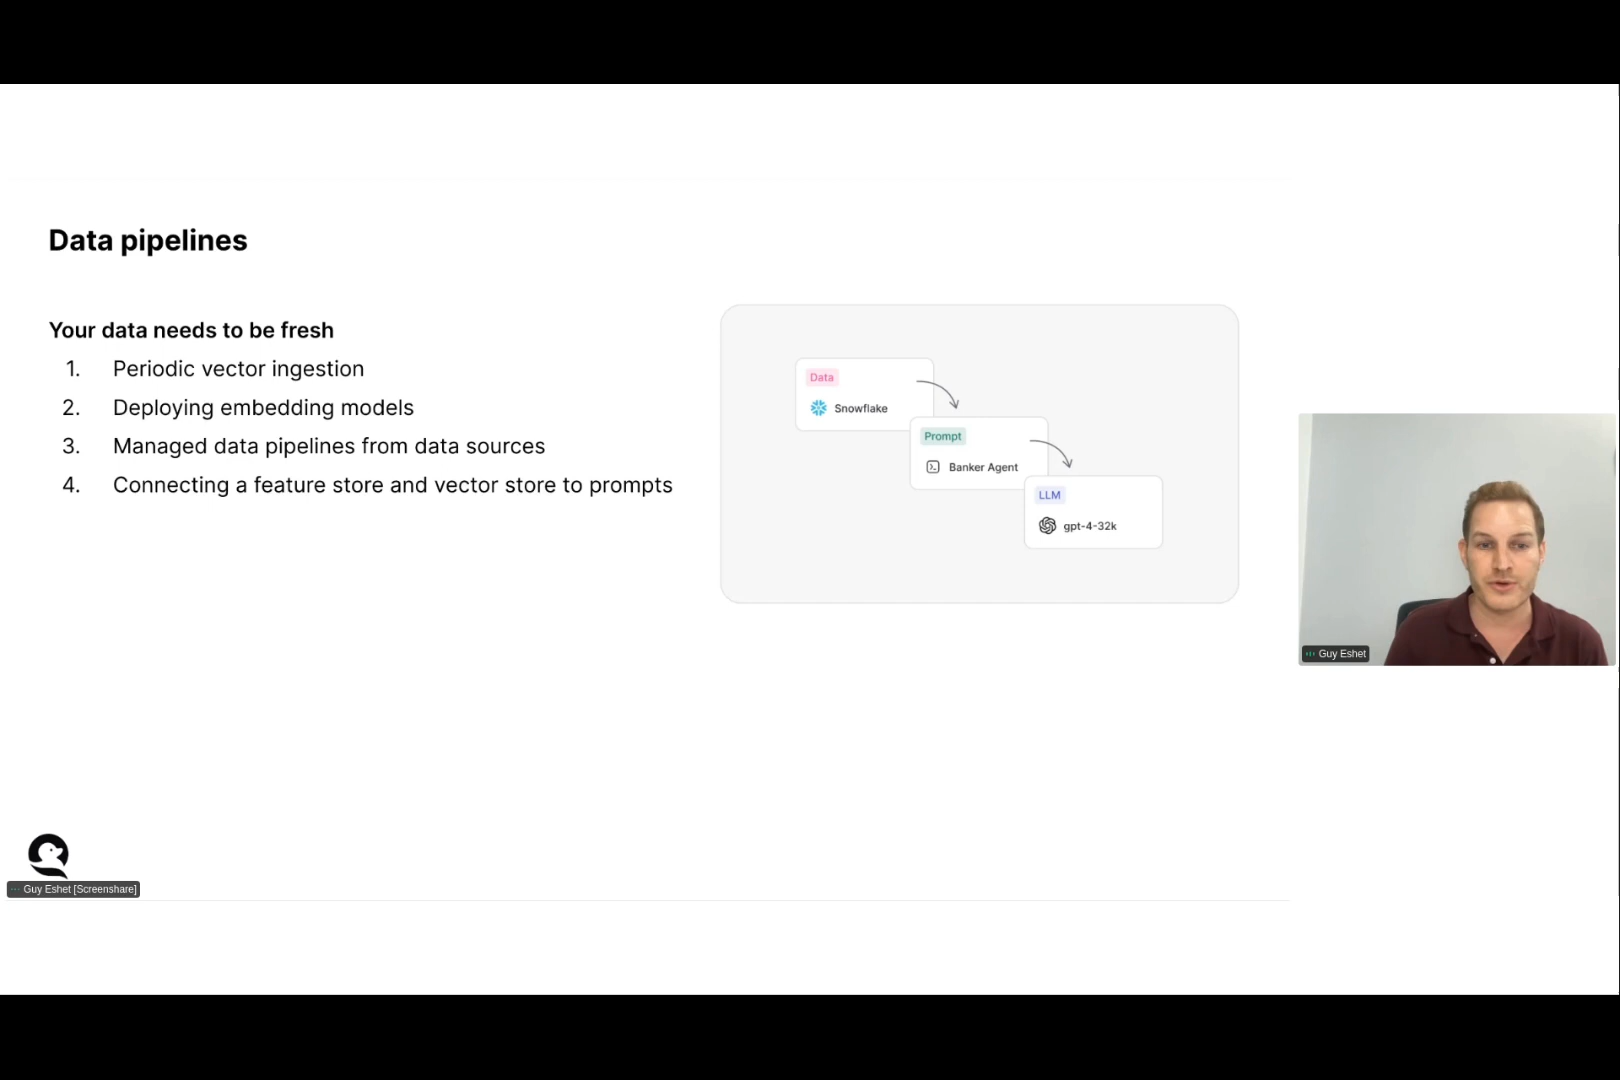 Data pipelines
Your data needs to be fresh
1. Periodic vector ingestion
2. Deploying embedding models
3. Managed data pipelines from data sources
4. Connecting a feature store and vector store to prompts
Data
Snowflake
Prompt
Banker Agent
LLM
gpt-4-32k
Guy Eshet
Guy Eshet [Screenshare]